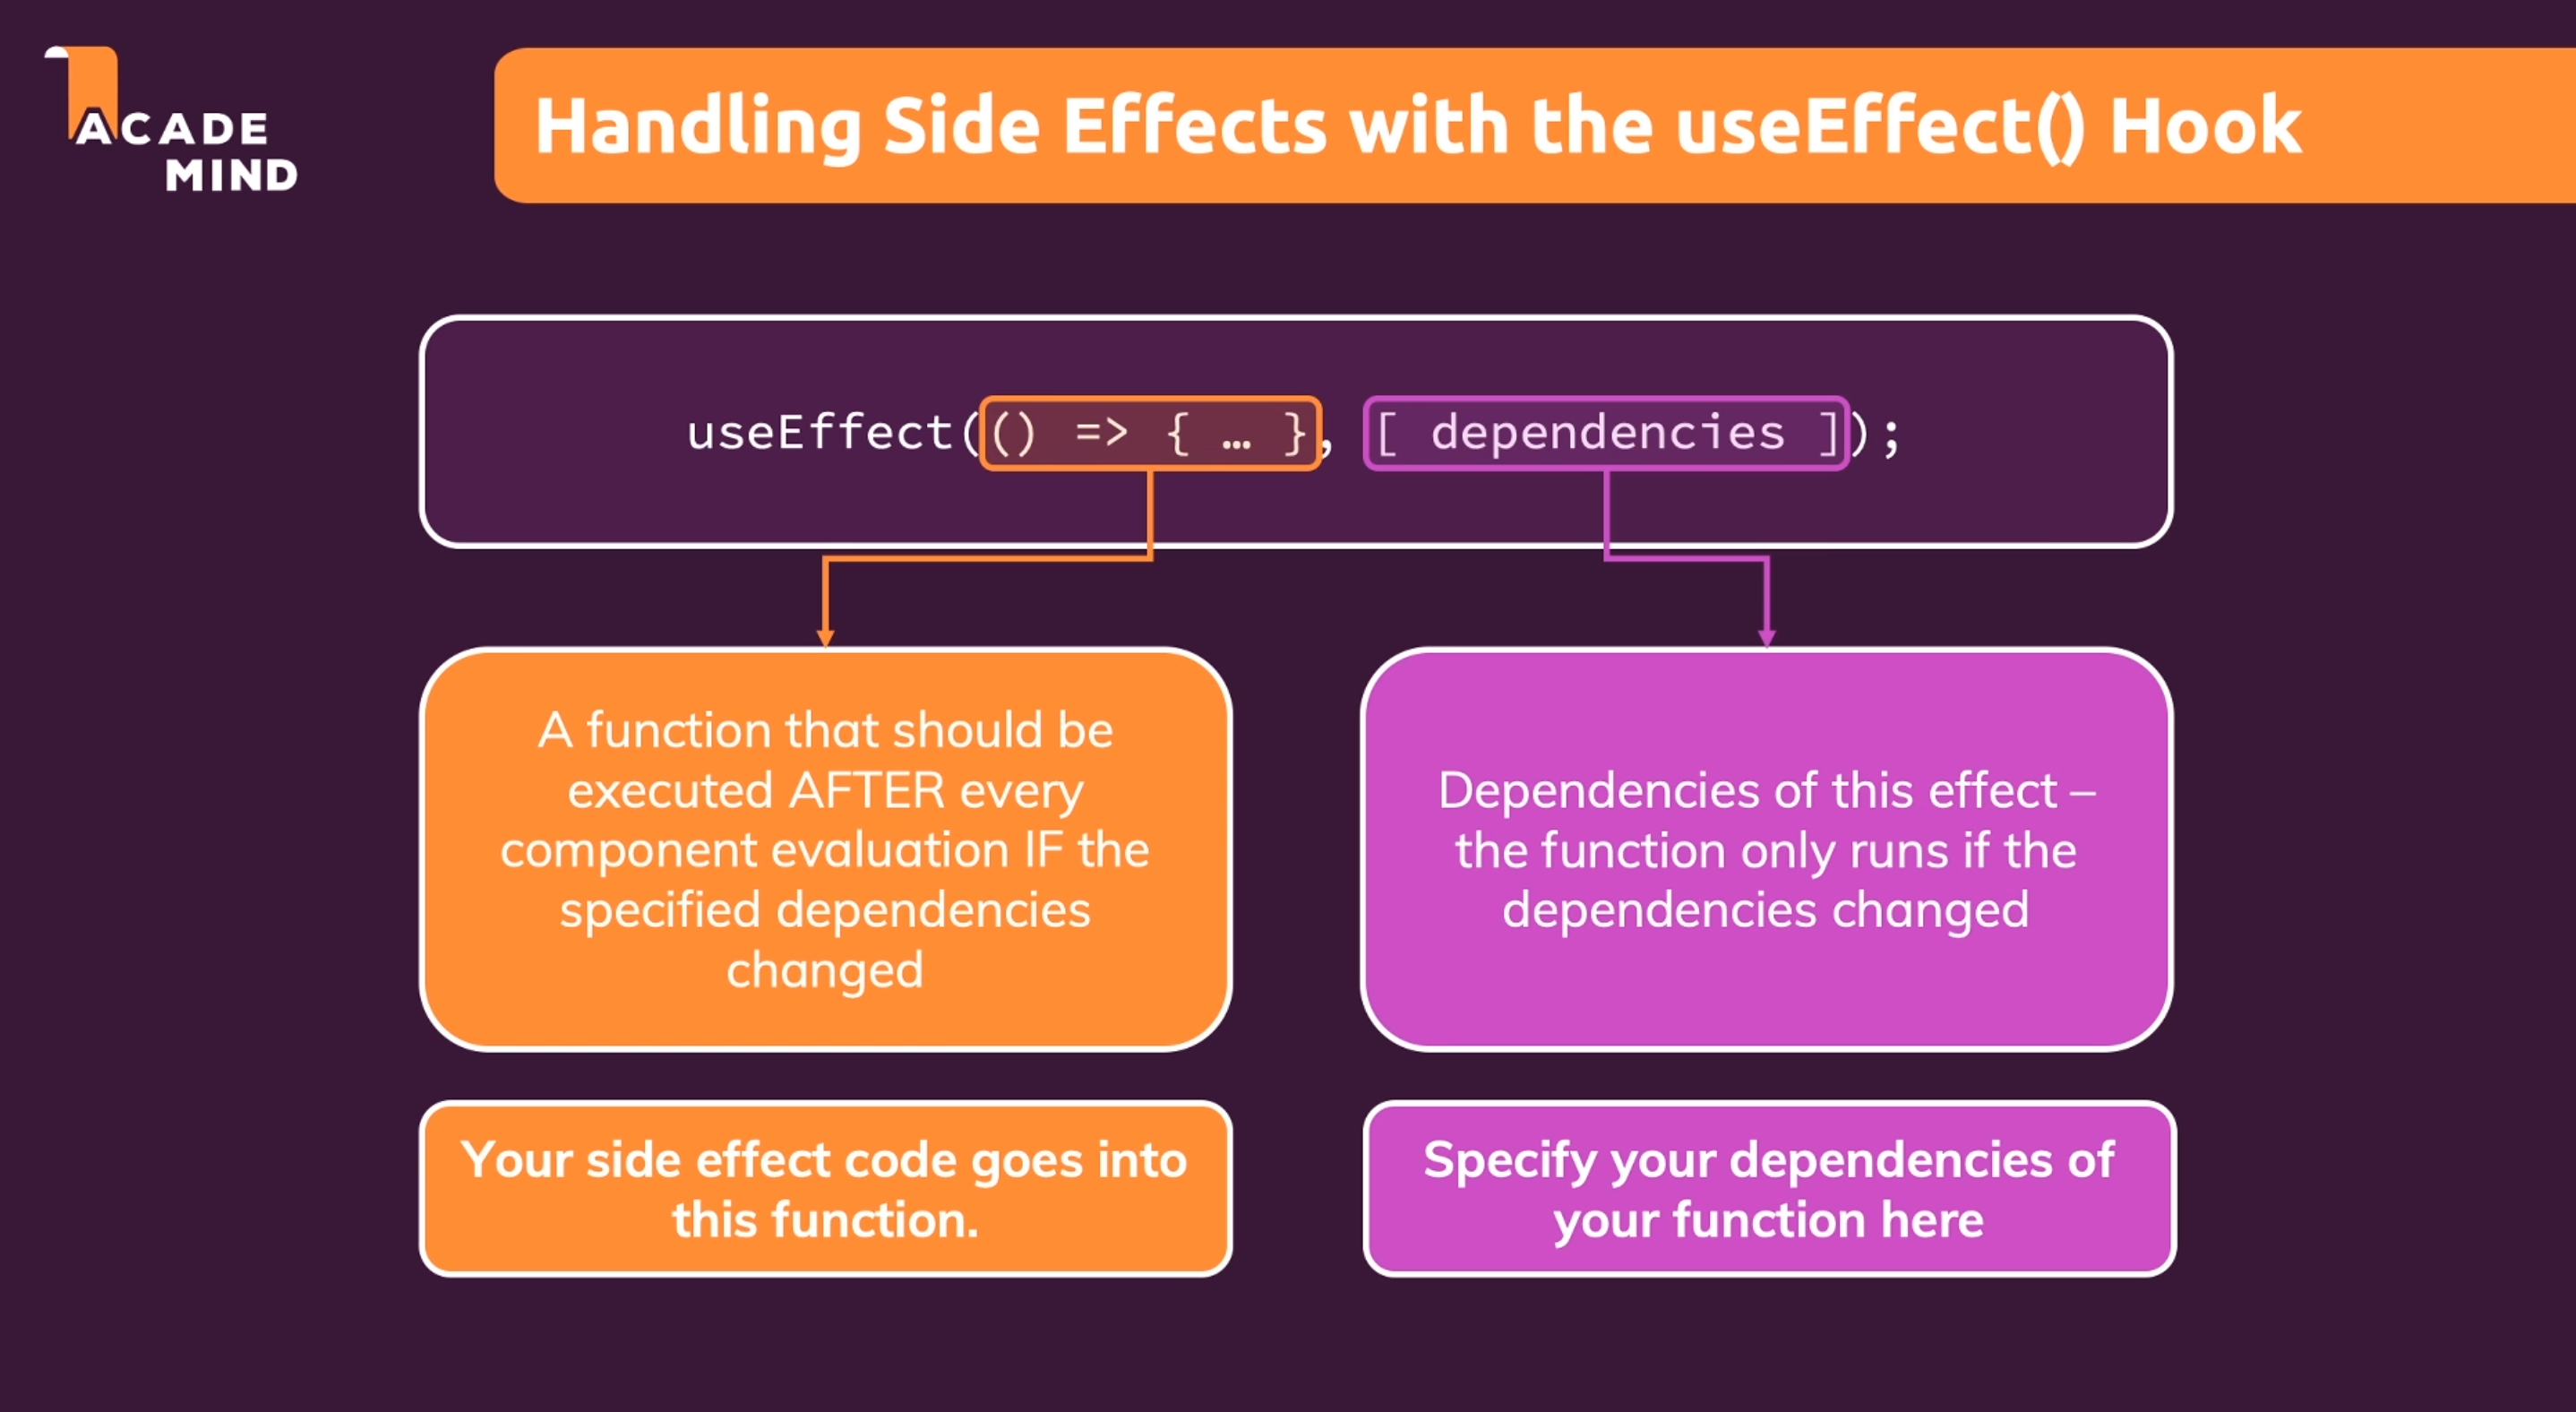 ACADE
MIND
Handling Side Effects with the useEffect() Hook
useEffect(() => { … }, [ dependencies ]);
A function that should be
executed AFTER every
component evaluation IF the
specified dependencies
changed
Dependencies of this effect –
the function only runs if the
dependencies changed
Your side effect code goes into
this function.
Specify your dependencies of
your function here